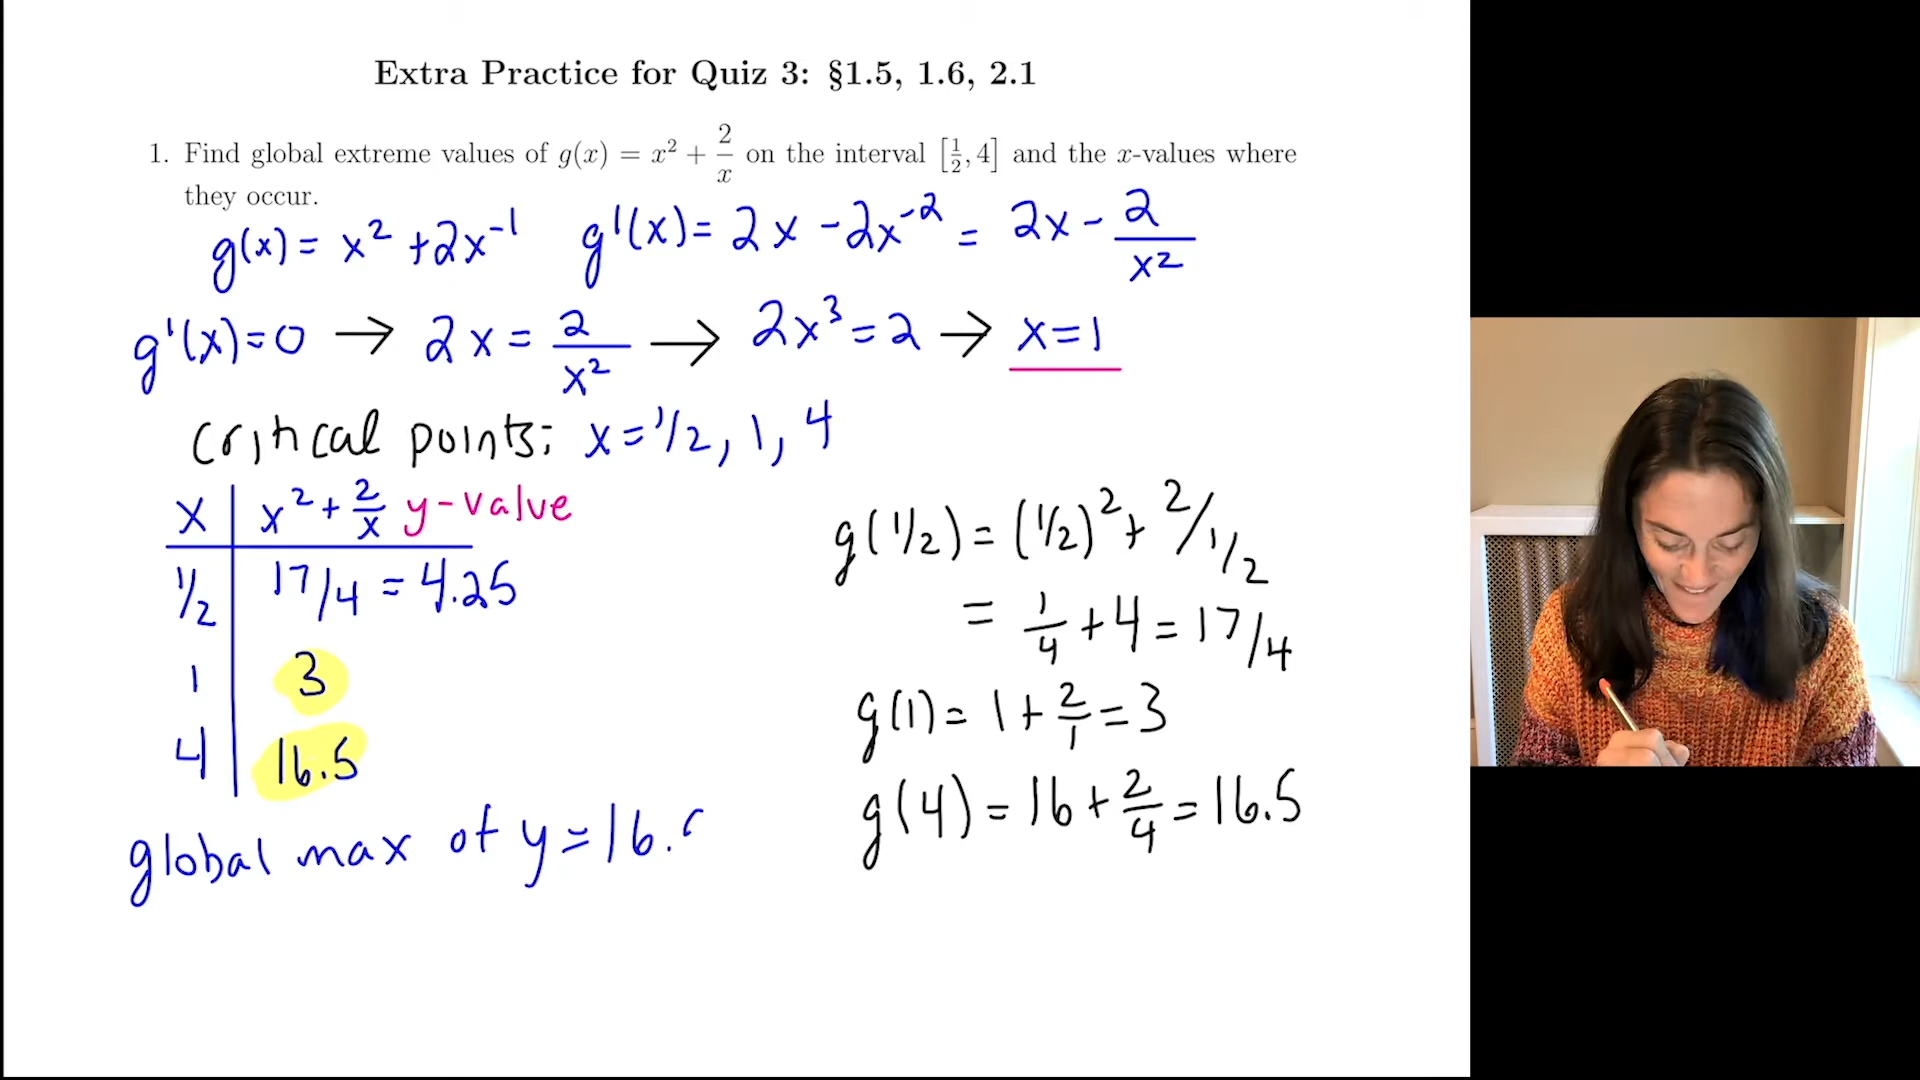 Extra Practice for Quiz 3: §1.5, 1.6, 2.1
1. Find global extreme values of g(x) = x² + 2/x on the interval [1/2, 4] and the x-values where
they occur.
g(x) = x² + 2x⁻¹ g'(x) = 2x - 2x⁻² = 2x - 2/x²
g'(x) = 0 → 2x = 2/x² → 2x³ = 2 → x = 1
critical points: x = 1/2, 1, 4
x | x² + 2/x y-value
1/2 | 17/4 = 4.25
1 | 3
4 | 16.5
g(1/2) = (1/2)² + 2/1/2
= 1/4 + 4 = 17/4
g(1) = 1 + 2/1 = 3
g(4) = 16 + 2/4 = 16.5
global max of y = 16.